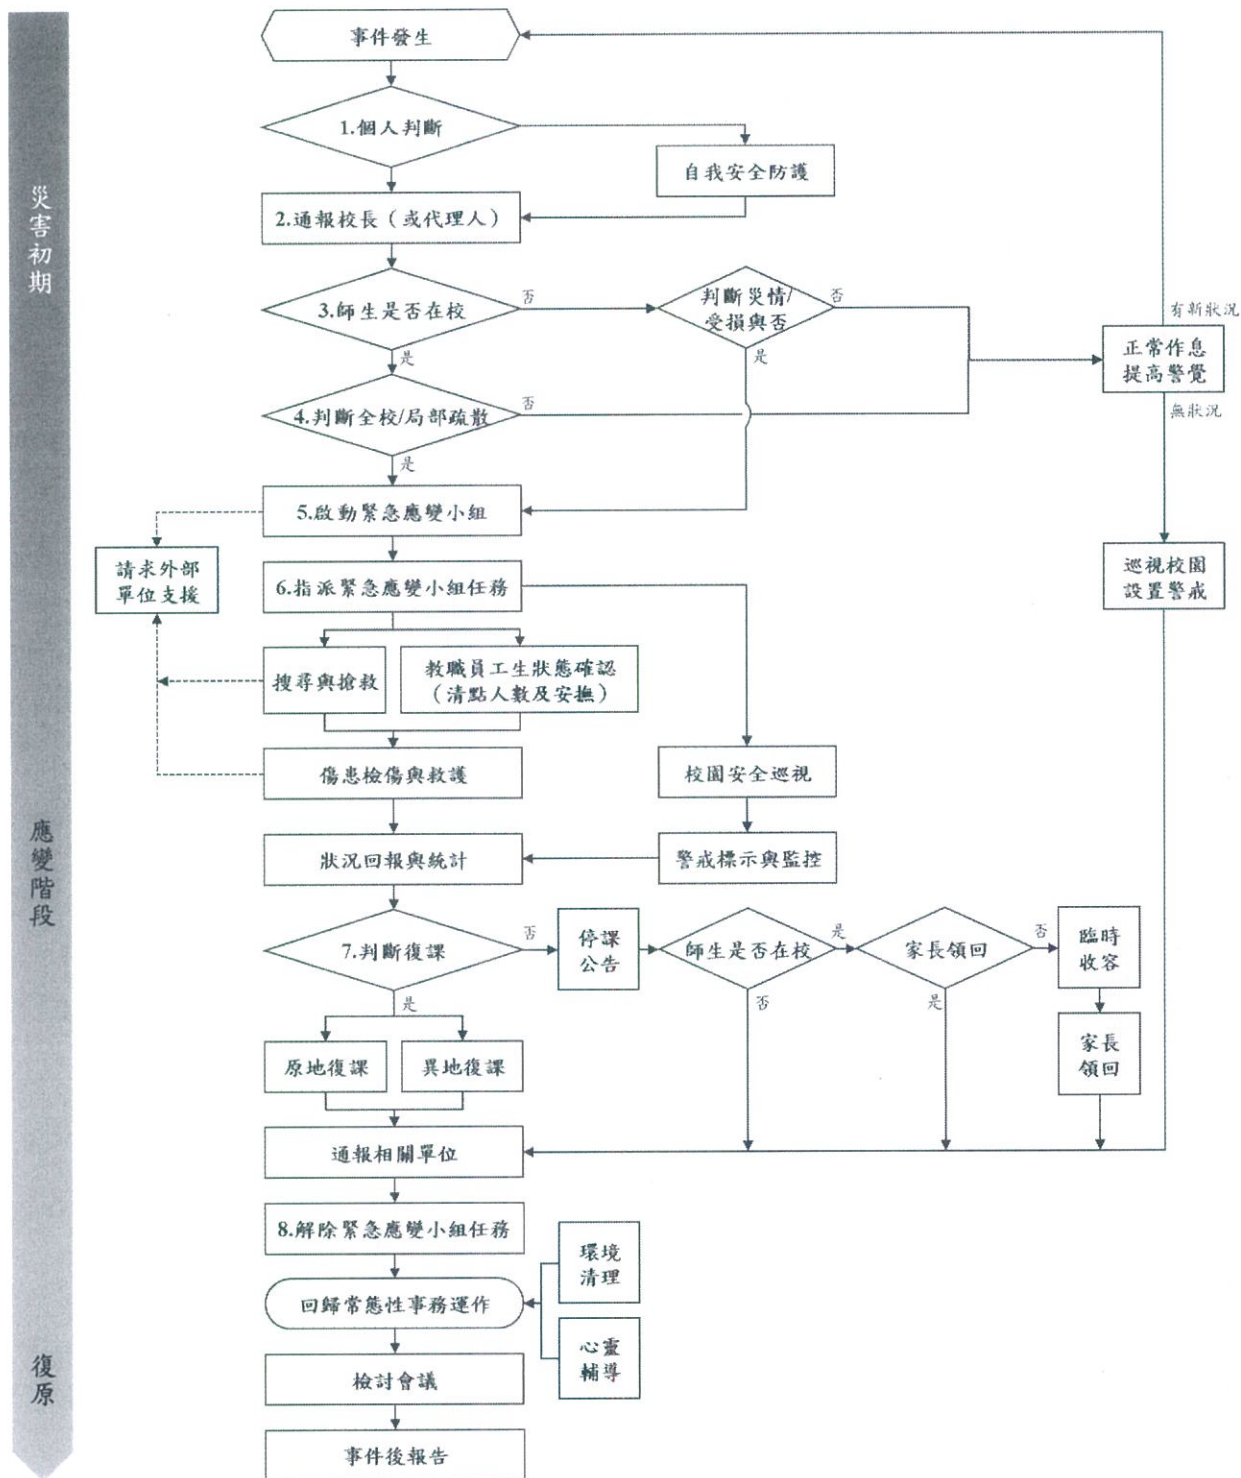 災害初期
應變階段
復原
事件發生
1.個人判斷
自我安全防護
2.通報校長（或代理人）
3.師生是否在校
否
是
判斷災情/
受損與否
否
是
有新狀況
正常作息
提高警覺
無狀況
4.判斷全校/局部疏散
否
是
5.啟動緊急應變小組
請求外部
單位支援
6.指派緊急應變小組任務
巡視校園
設置警戒
搜尋與搶救
教職員工生狀態確認
（清點人數及安撫）
傷患檢傷與救護
校園安全巡視
狀況回報與統計
警戒標示與監控
7.判斷復課
否
是
停課
公告
師生是否在校
是
否
家長領回
否
是
臨時
收容
家長
領回
原地復課
異地復課
通報相關單位
8.解除緊急應變小組任務
環境
清理
回歸常態性事務運作
心靈
輔導
檢討會議
事件後報告